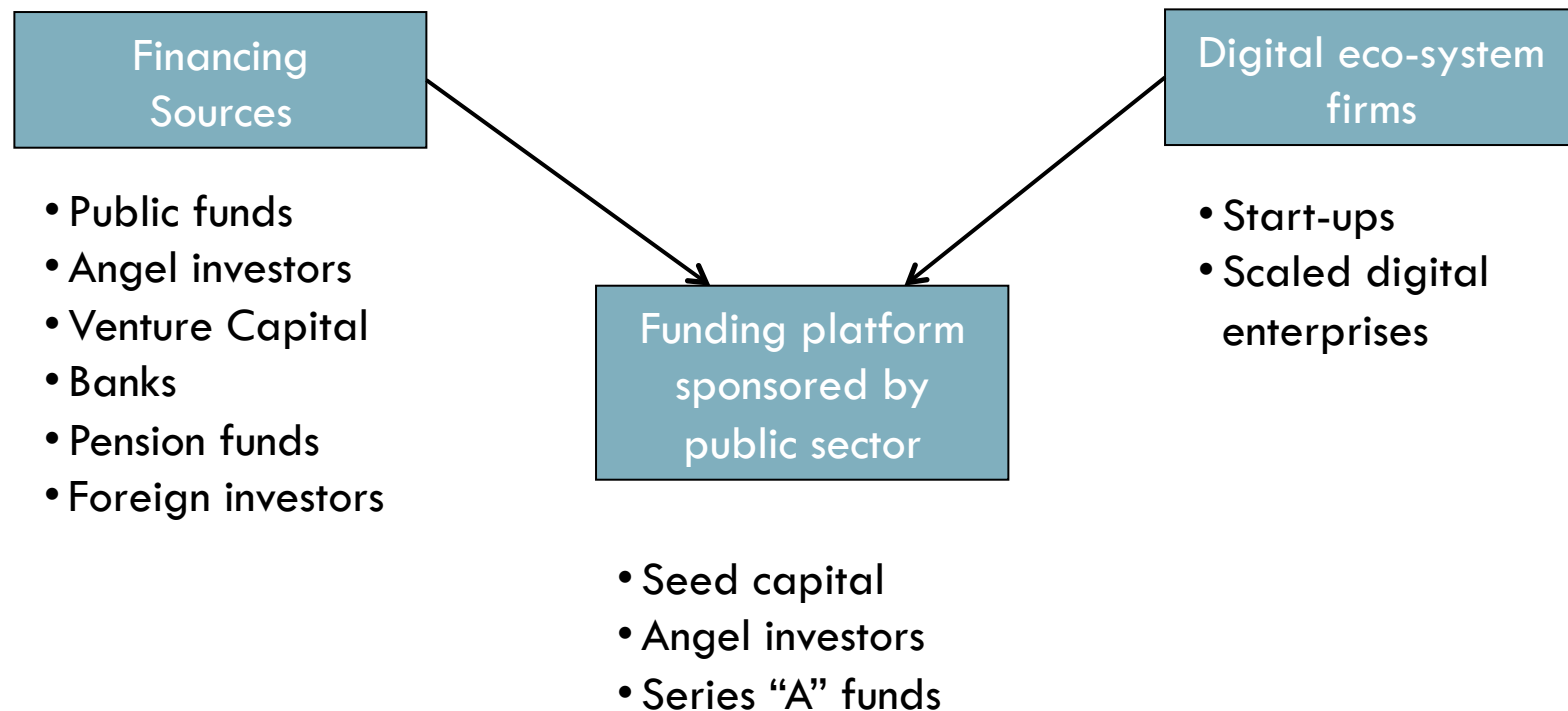 Financing
Sources
• Public funds
• Angel investors
• Venture Capital
• Banks
• Pension funds
• Foreign investors
Funding platform
sponsored by
public sector
• Seed capital
• Angel investors
• Series “A” funds
Digital eco-system
firms
• Start-ups
• Scaled digital
enterprises